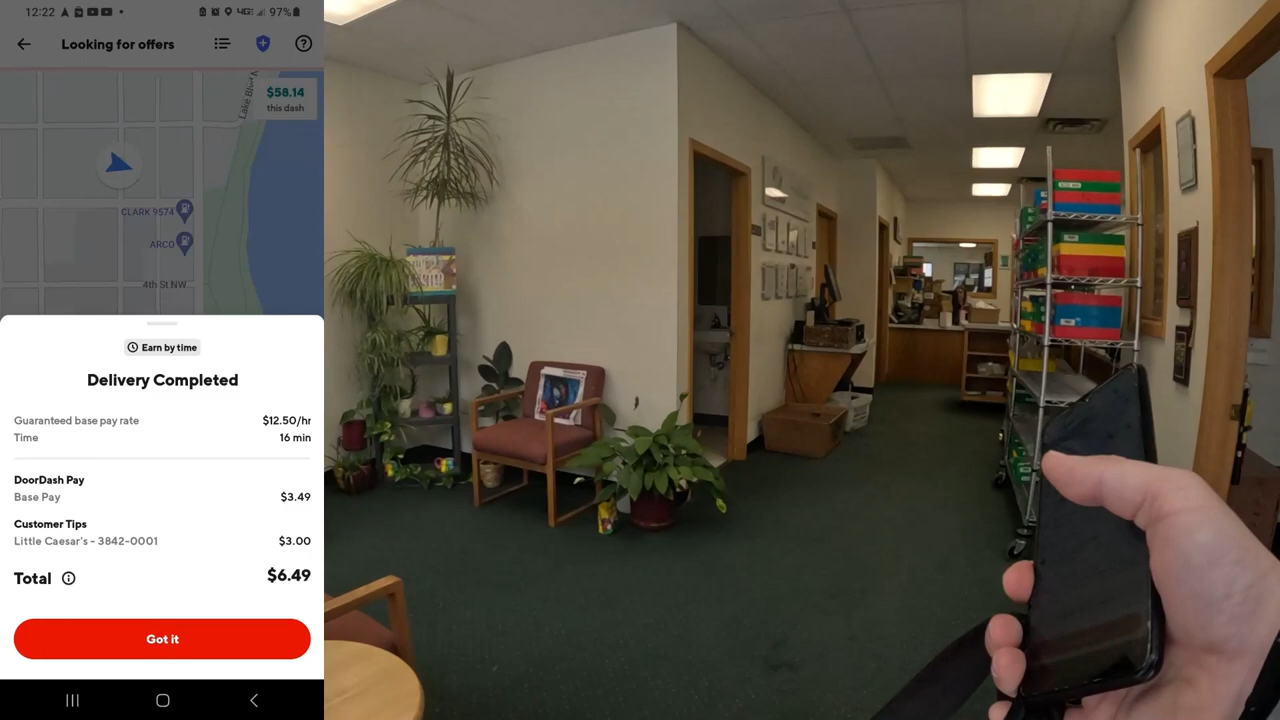 12:22
97%
Looking for offers
$58.14
this dash
Lake Blvd
CLARK 9574
ARCO
4th St NW
Earn by time
Delivery Completed
Guaranteed base pay rate $12.50/hr
Time 16 min
DoorDash Pay
Base Pay $3.49
Customer Tips
Little Caesar's - 3842-0001 $3.00
Total $6.49
Got it